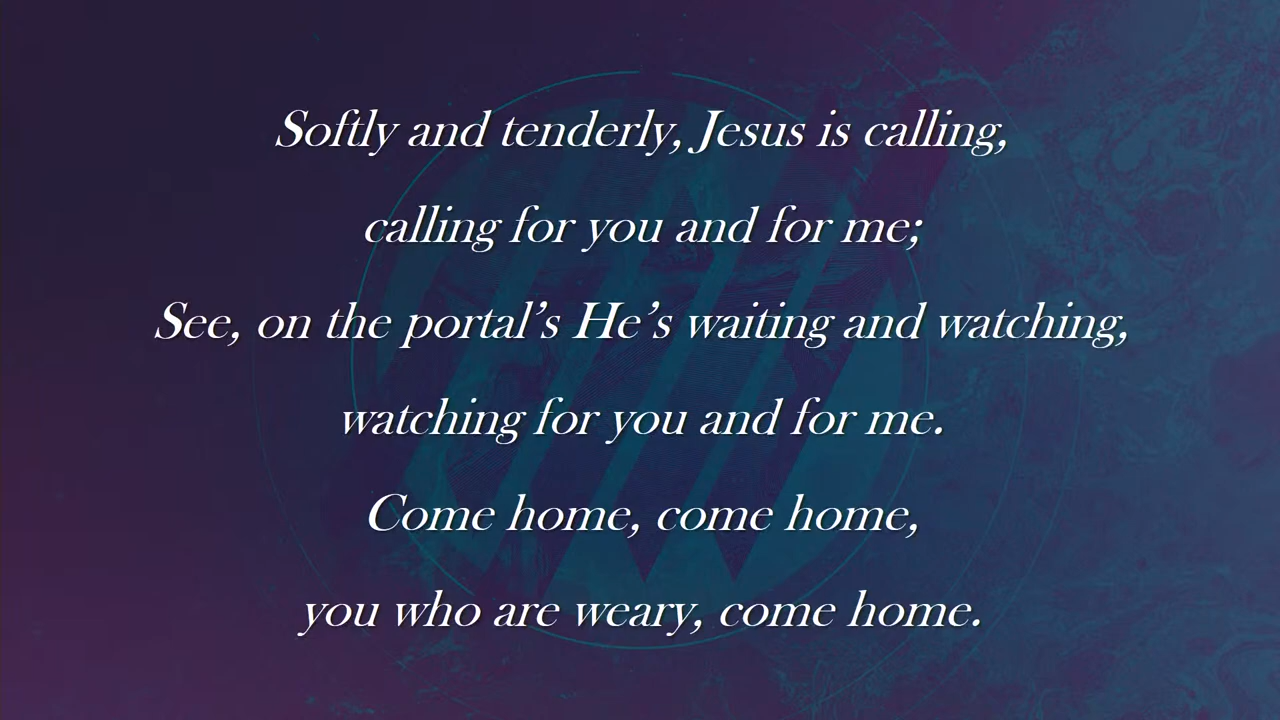 Softly and tenderly, Jesus is calling,
calling for you and for me;
See, on the portal’s He’s waiting and watching,
watching for you and for me.
Come home, come home,
you who are weary, come home.